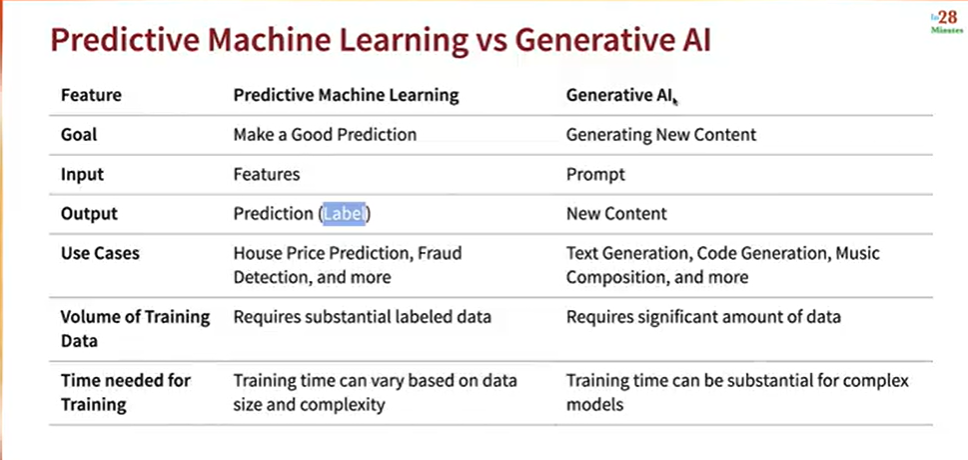 In28
Minutes
Predictive Machine Learning vs Generative AI
Feature Predictive Machine Learning Generative AI
Goal Make a Good Prediction Generating New Content
Input Features Prompt
Output Prediction (Label) New Content
Use Cases House Price Prediction, Fraud Text Generation, Code Generation, Music
Detection, and more Composition, and more
Volume of Training Requires substantial labeled data Requires significant amount of data
Data
Time needed for Training time can vary based on data Training time can be substantial for complex
Training size and complexity models